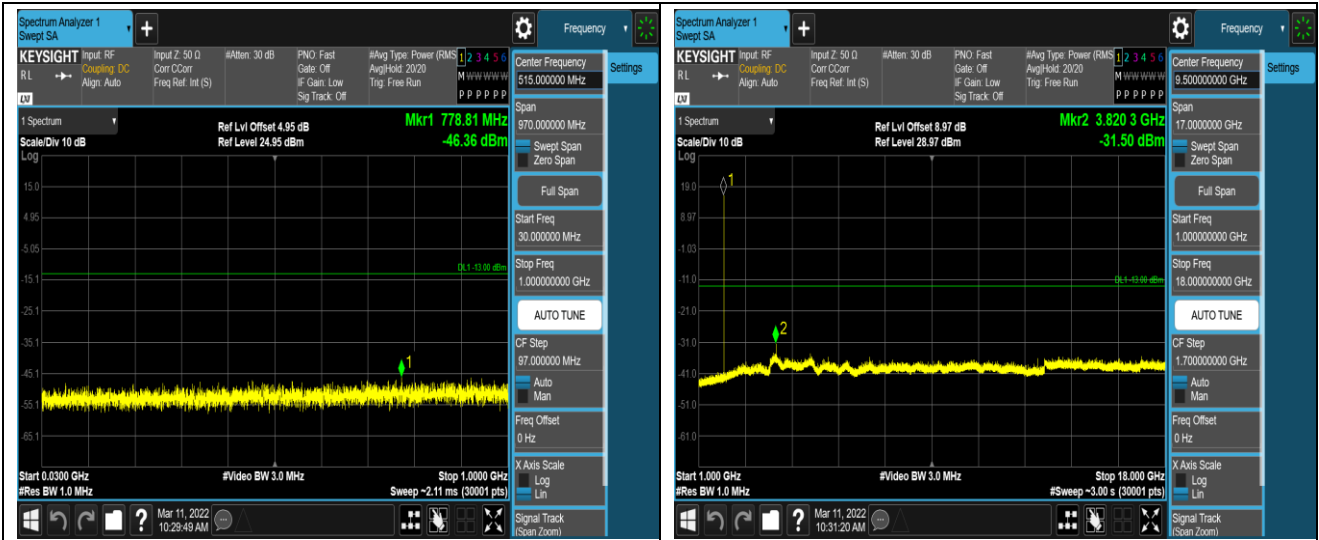 Spectrum Analyzer 1
Swept SA
+
Frequency
KEYSIGHT Input: RF Input Z: 50 Ω #Atten: 30 dB PNO: Fast #Avg Type: Power (RMS 1 2 3 4 5 6
R L Coupling: DC Corr CCorr Gate: Off Avg|Hold: 20/20 M W W W W W
Align: Auto Freq Ref: Int (S) IF Gain: Low Trig: Free Run
LXI Sig Track: Off P P P P P P
1 Spectrum
Scale/Div 10 dB
Ref Lvl Offset 4.95 dB
Ref Level 24.95 dBm
Mkr1 778.81 MHz
-46.36 dBm
Log
15.0
4.95
-5.05
DL1 -13.00 dBm
-15.1
-25.1
-35.1
1
-45.1
-55.1
-65.1
Start 0.0300 GHz #Video BW 3.0 MHz Stop 1.0000 GHz
#Res BW 1.0 MHz Sweep ~2.11 ms (30001 pts)
?
Mar 11, 2022
10:29:49 AM
Center Frequency
515.000000 MHz
Settings
Span
970.000000 MHz
Swept Span
Zero Span
Full Span
Start Freq
30.000000 MHz
Stop Freq
1.000000000 GHz
AUTO TUNE
CF Step
97.000000 MHz
Auto
Man
Freq Offset
0 Hz
X Axis Scale
Log
Lin
Signal Track
(Span Zoom)
Spectrum Analyzer 1
Swept SA
+
Frequency
KEYSIGHT Input: RF Input Z: 50 Ω #Atten: 30 dB PNO: Fast #Avg Type: Power (RMS 1 2 3 4 5 6
R L Coupling: DC Corr CCorr Gate: Off Avg|Hold: 20/20 M W W W W W
Align: Auto Freq Ref: Int (S) IF Gain: Low Trig: Free Run
LXI Sig Track: Off P P P P P P
1 Spectrum
Scale/Div 10 dB
Ref Lvl Offset 8.97 dB
Ref Level 28.97 dBm
Mkr2 3.820 3 GHz
-31.50 dBm
Log
1
19.0
8.97
-1.03
-11.0
DL1 -13.00 dBm
-21.0
2
-31.0
-41.0
-51.0
-61.0
Start 1.000 GHz #Video BW 3.0 MHz Stop 18.000 GHz
#Res BW 1.0 MHz #Sweep ~3.00 s (30001 pts)
?
Mar 11, 2022
10:31:20 AM
Center Frequency
9.500000000 GHz
Settings
Span
17.0000000 GHz
Swept Span
Zero Span
Full Span
Start Freq
1.000000000 GHz
Stop Freq
18.000000000 GHz
AUTO TUNE
CF Step
1.700000000 GHz
Auto
Man
Freq Offset
0 Hz
X Axis Scale
Log
Lin
Signal Track
(Span Zoom)